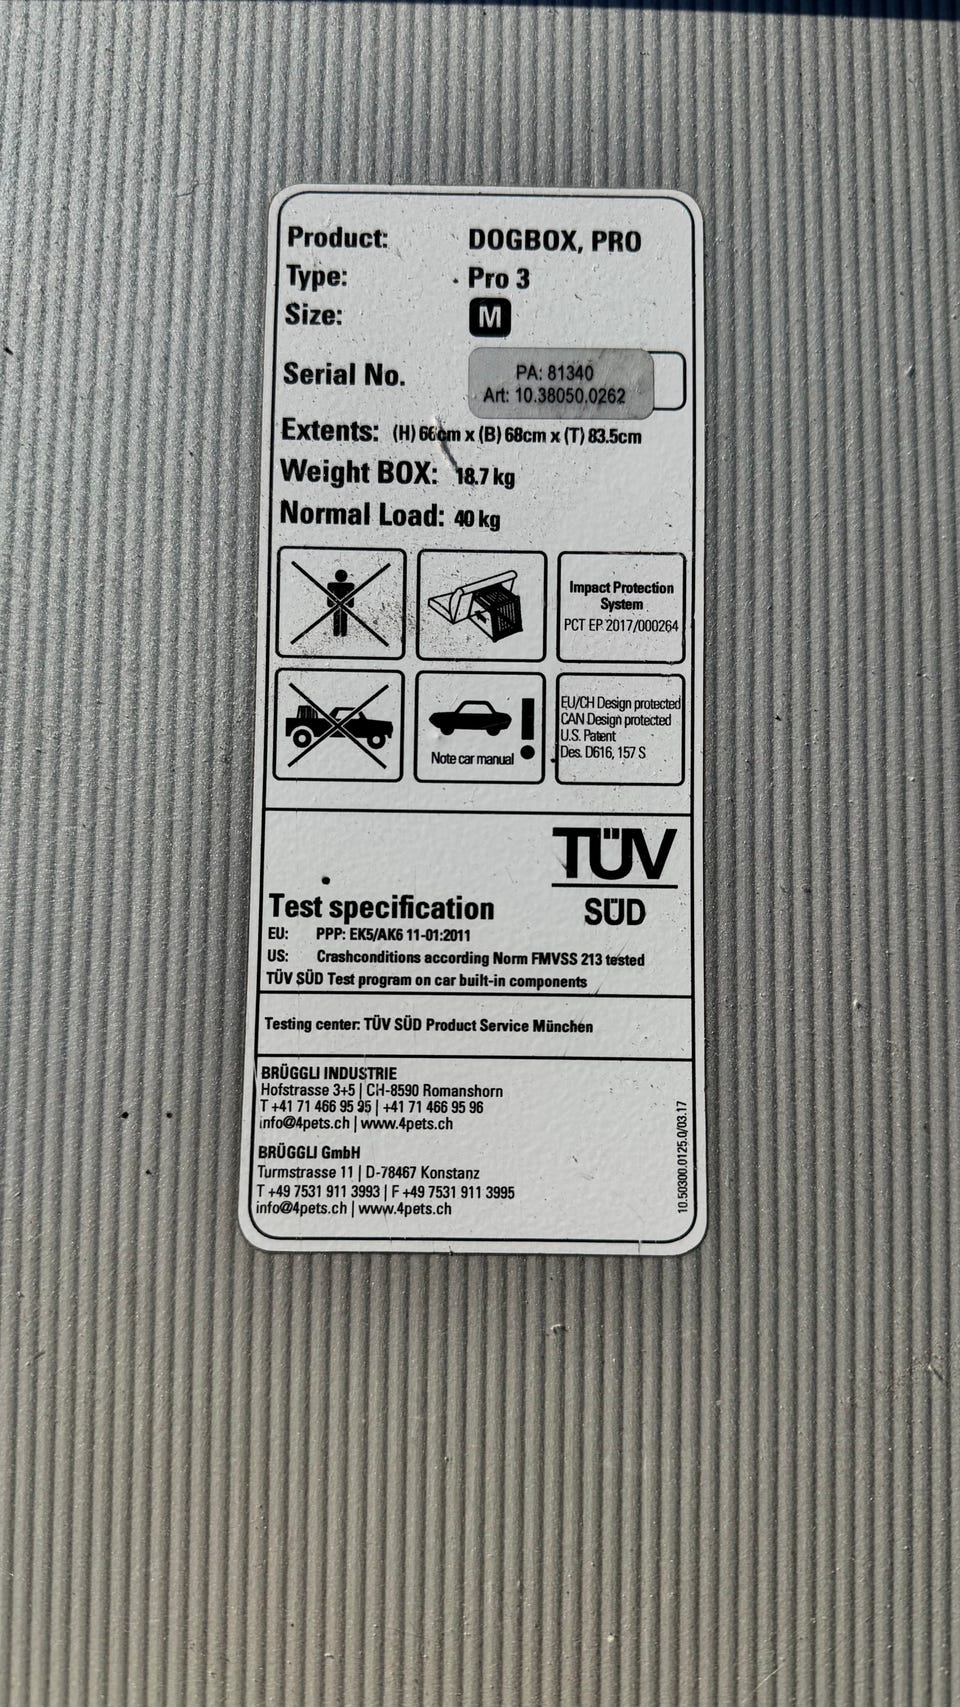 Product: DOGBOX, PRO
Type: Pro 3
Size: M
Serial No. PA: 81340
Art: 10.38050.0262
Extents: (H) 66cm x (B) 68cm x (T) 83.5cm
Weight BOX: 18.7 kg
Normal Load: 40 kg
Impact Protection
System
PCT EP 2017/000264
Note car manual !
EU/CH Design protected
CAN Design protected
U.S. Patent
Des. D616, 157 S
TÜV
SÜD
Test specification
EU: PPP: EK5/AK6 11-01:2011
US: Crashconditions according Norm FMVSS 213 tested
TÜV SÜD Test program on car built-in components
Testing center: TÜV SÜD Product Service München
BRÜGGLI INDUSTRIE
Hofstrasse 3+5 | CH-8590 Romanshorn
T +41 71 466 95 95 | +41 71 466 95 96
info@4pets.ch | www.4pets.ch
BRÜGGLI GmbH
Turmstrasse 11 | D-78467 Konstanz
T +49 7531 911 3993 | F +49 7531 911 3995
info@4pets.ch | www.4pets.ch
10.50300.0125.0/03.17